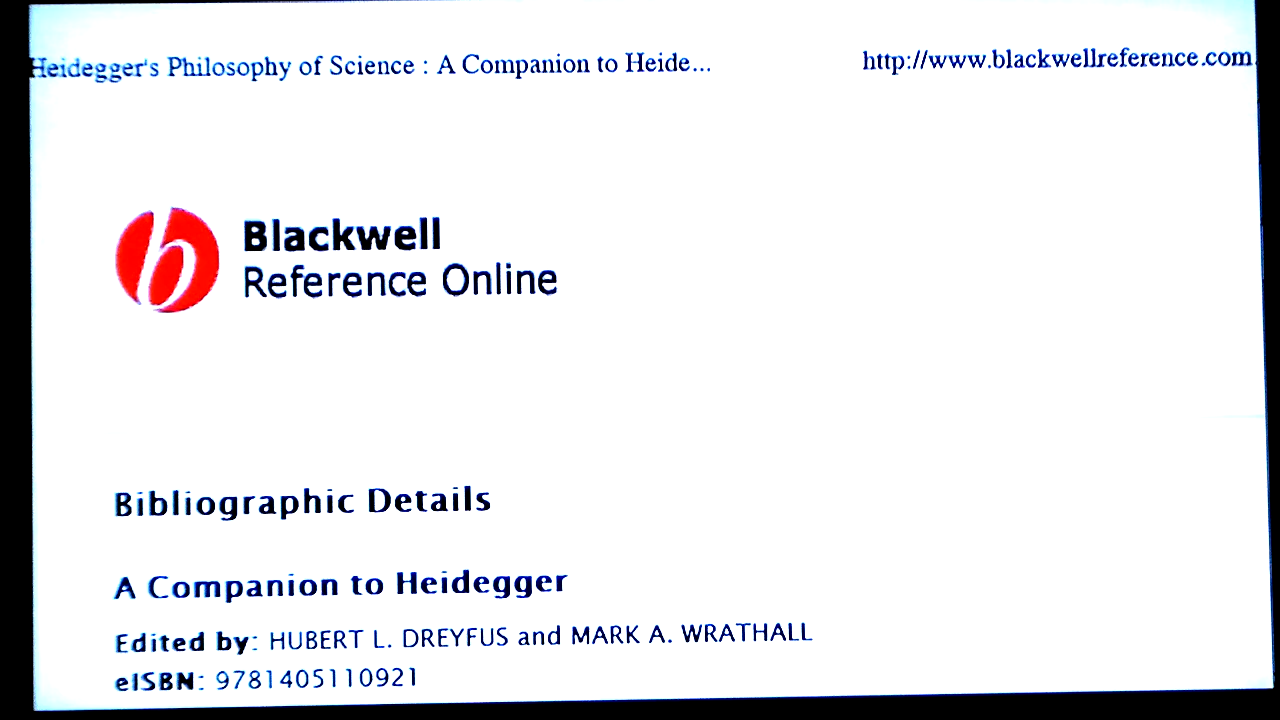 Heidegger's Philosophy of Science : A Companion to Heide...
http://www.blackwellreference.com
b
Blackwell
Reference Online
Bibliographic Details
A Companion to Heidegger
Edited by: HUBERT L. DREYFUS and MARK A. WRATHALL
eISBN: 9781405110921